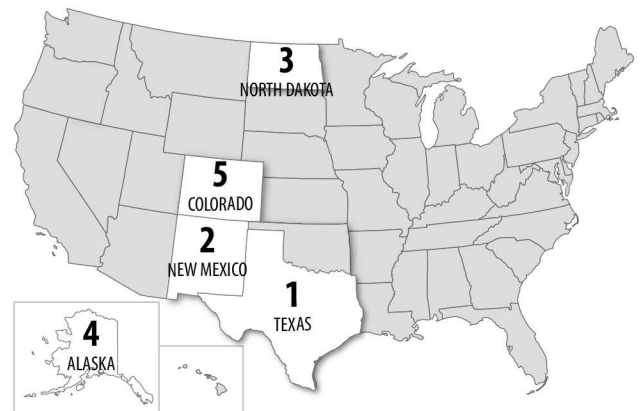 3
NORTH DAKOTA
5
COLORADO
2
NEW MEXICO
1
TEXAS
4
ALASKA